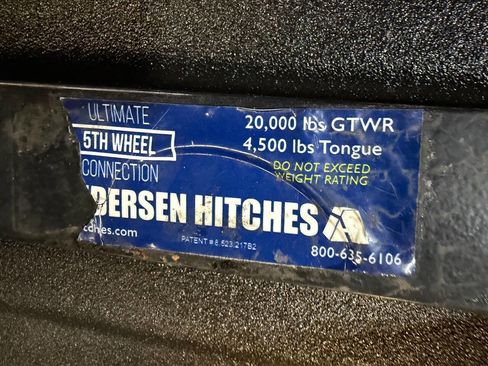 ULTIMATE
5TH WHEEL
CONNECTION
20,000 lbs GTWR
4,500 lbs Tongue
DO NOT EXCEED
WEIGHT RATING
DERSEN HITCHES
ches.com
PATENT # 8,523,217B2
800-635-6106